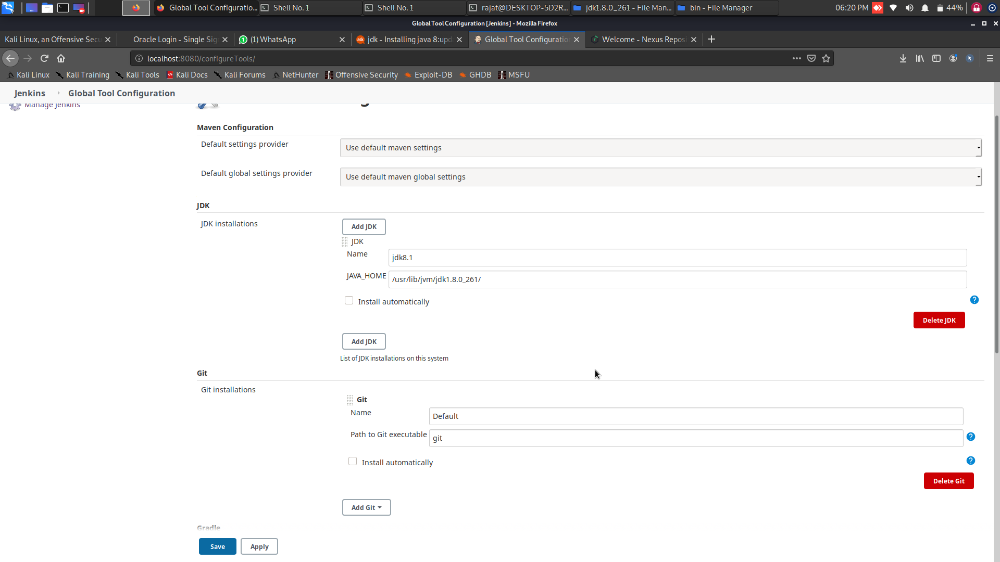 Global Tool Configuratio...
Shell No. 1
Shell No. 1
rajat@DESKTOP-5D2R...
jdk1.8.0_261 - File Man...
bin - File Manager
06:20 PM
44%
Global Tool Configuration [Jenkins] - Mozilla Firefox
Kali Linux, an Offensive Secu
Oracle Login - Single Sig
(1) WhatsApp
ask
jdk - Installing java 8:upd
Global Tool Configuratio
Welcome - Nexus Repos
localhost:8080/configureTools/
Kali Linux
Kali Training
Kali Tools
Kali Docs
Kali Forums
NetHunter
Offensive Security
Exploit-DB
GHDB
MSFU
Jenkins
Global Tool Configuration
Manage Jenkins
Maven Configuration
Default settings provider
Use default maven settings
Default global settings provider
Use default maven global settings
JDK
JDK installations
Add JDK
JDK
Name
jdk8.1
JAVA_HOME
/usr/lib/jvm/jdk1.8.0_261/
Install automatically
?
Delete JDK
Add JDK
List of JDK installations on this system
Git
Git installations
Git
Name
Default
Path to Git executable
git
?
Install automatically
?
Delete Git
Add Git
Gradle
Save
Apply